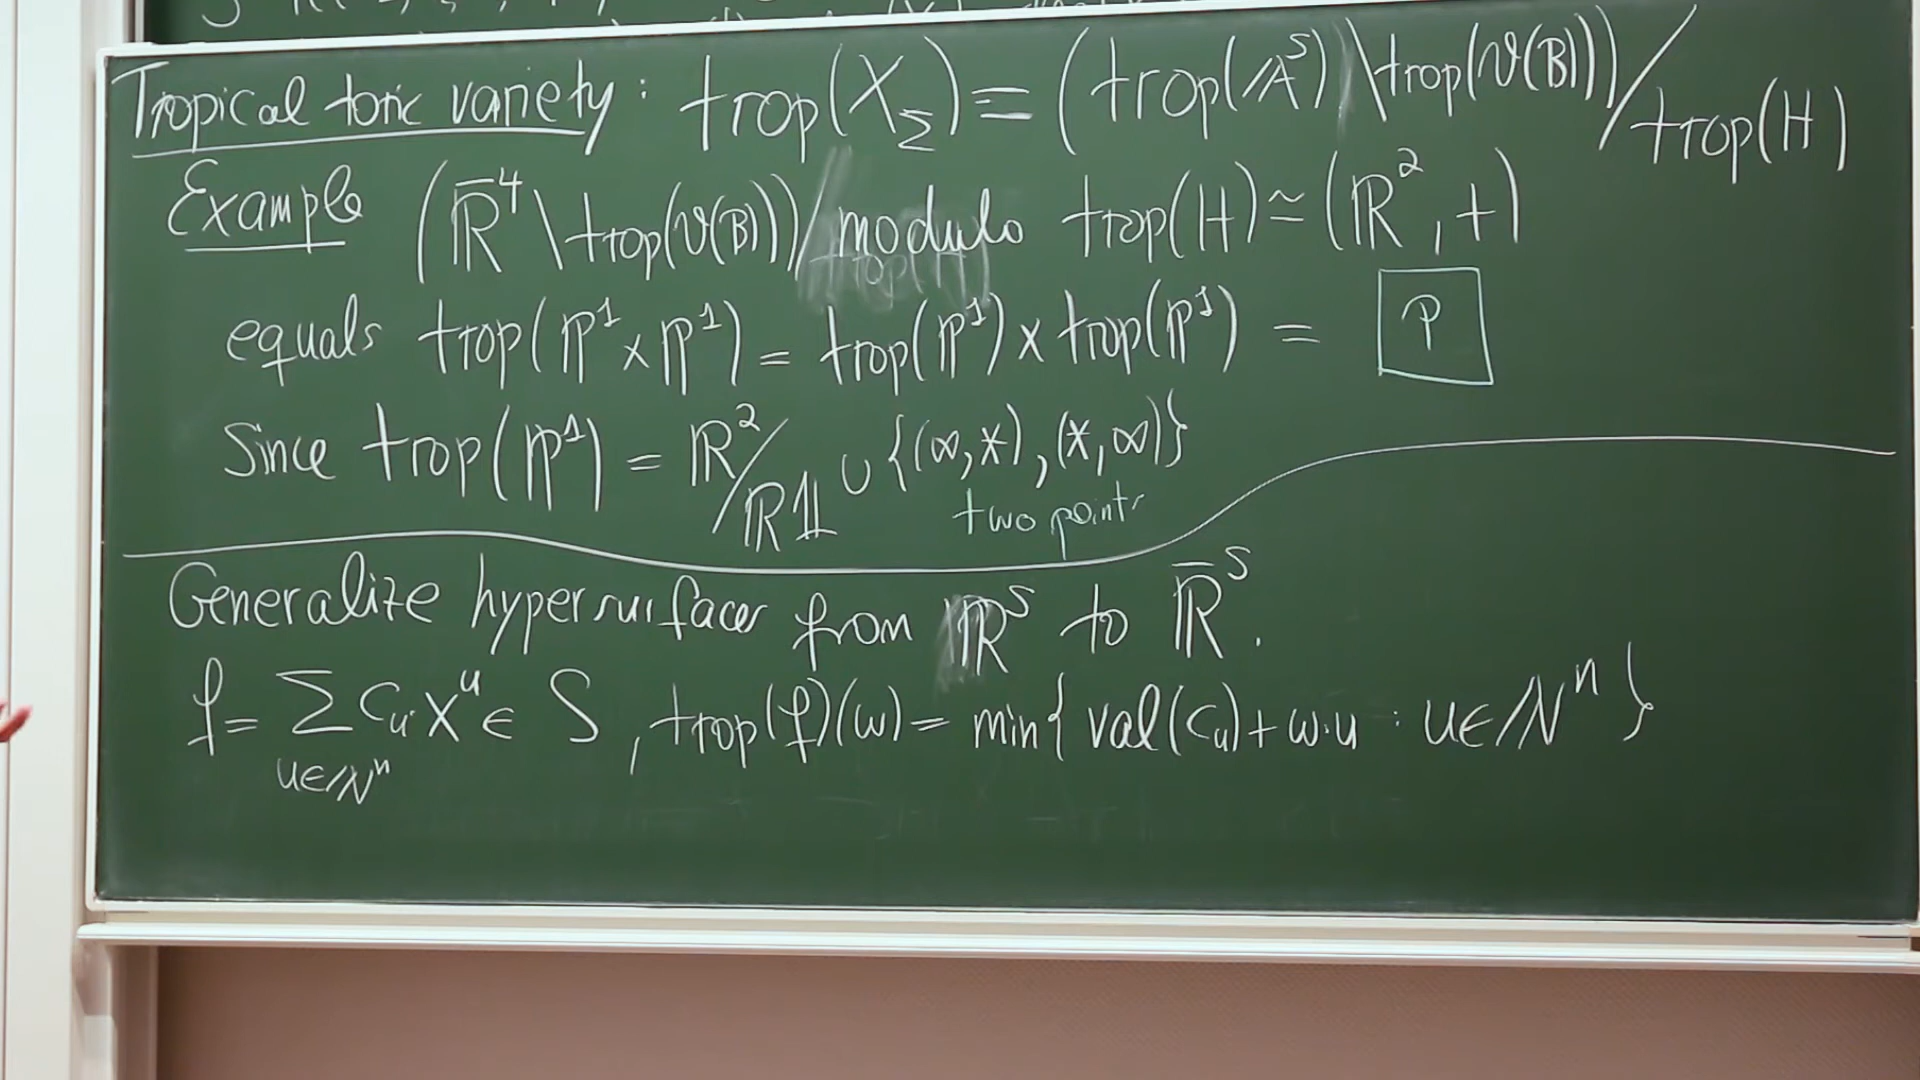 Tropical toric variety: trop(X_Σ) = (trop(𝔸^S) \ trop(V(B))) / trop(H)
Example (ℝ̄^4 \ trop(V(B))) / modulo trop(H) ≃ (ℝ^2, +)
equals trop(ℙ^1 × ℙ^1) = trop(ℙ^1) × trop(ℙ^1) = P
Since trop(ℙ^1) = ℝ^2/ℝ𝟙 ∪ {(∞,*), (*,∞)}
two points
Generalize hypersurfaces from ℝ^S to ℝ̄^S.
f = Σ_{u∈ℕ^n} c_u x^u ∈ S, trop(f)(w) = min{ val(c_u) + w·u : u∈ℕ^n }